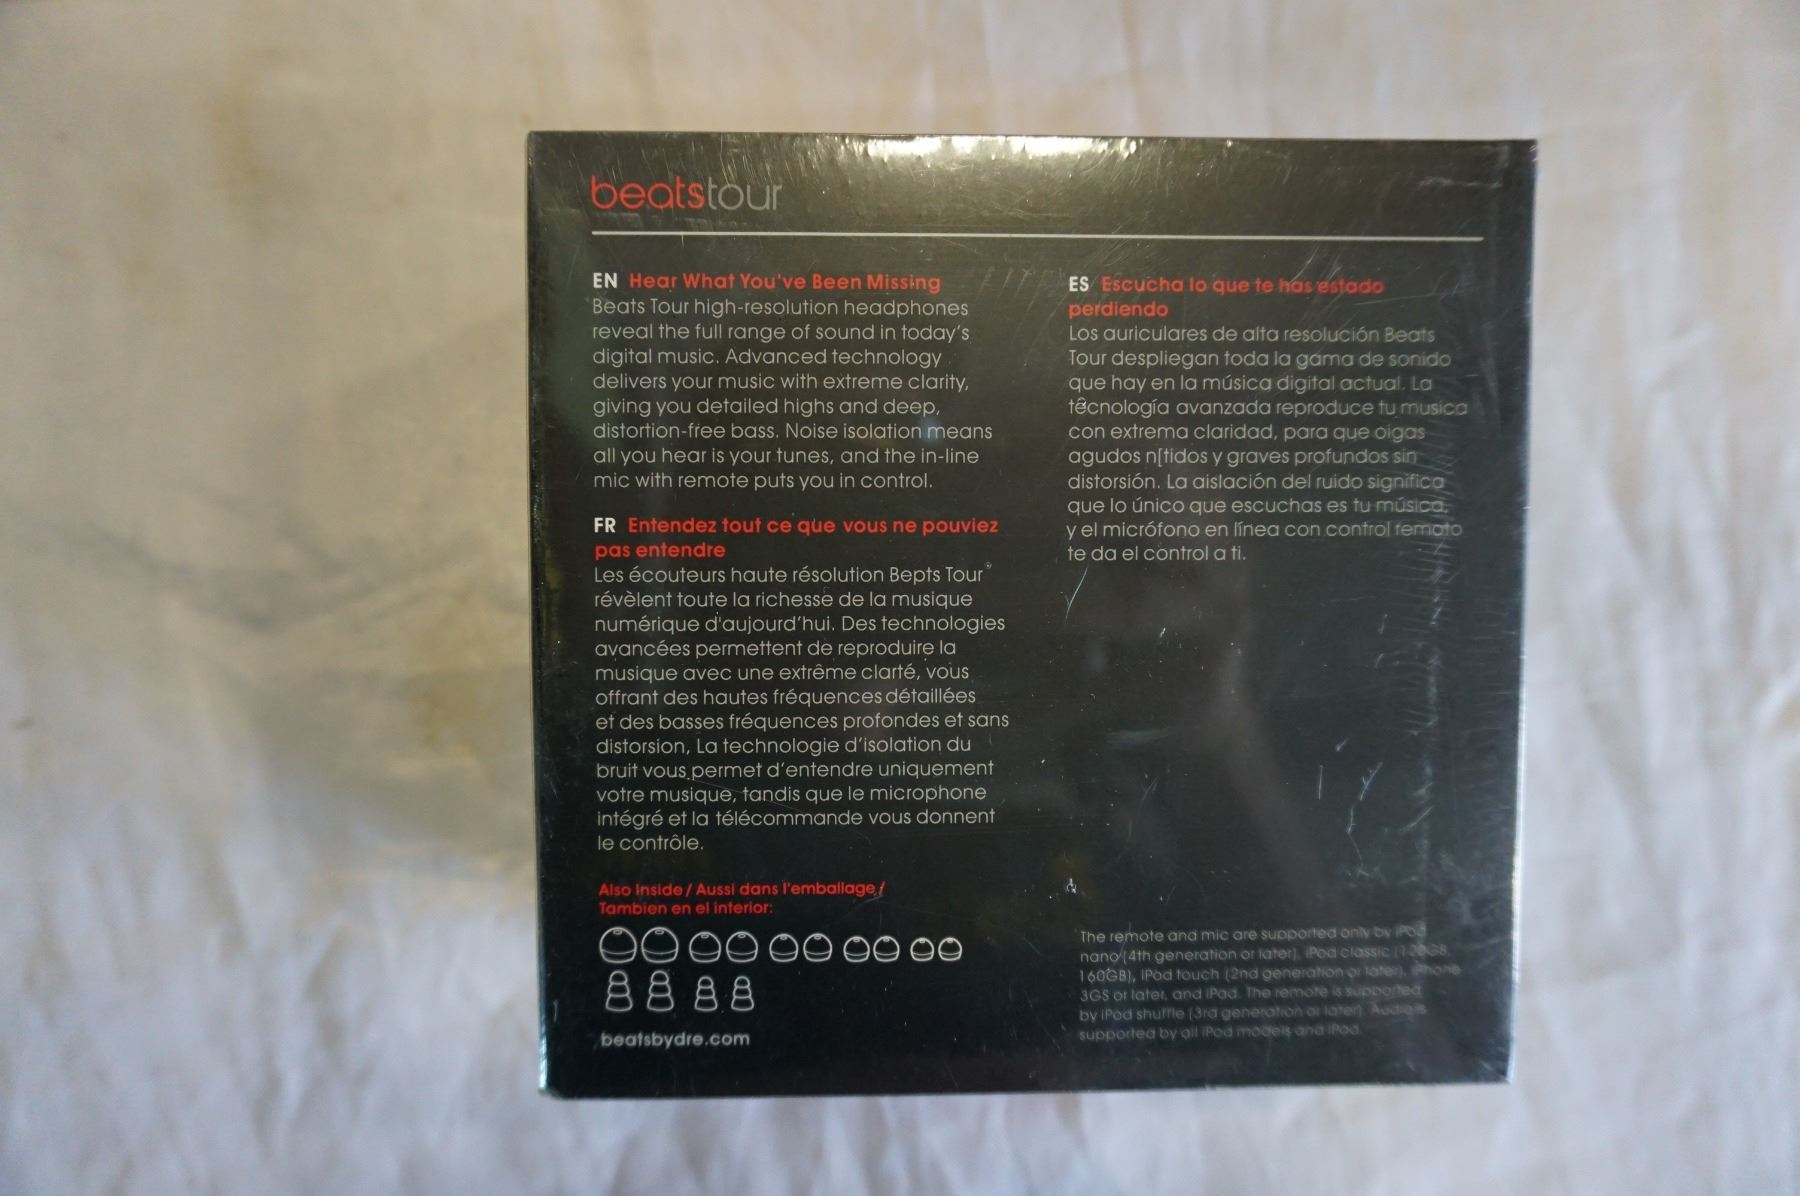 beatstour
EN Hear What You've Been Missing
Beats Tour high-resolution headphones
reveal the full range of sound in today's
digital music. Advanced technology
delivers your music with extreme clarity,
giving you detailed highs and deep,
distortion-free bass. Noise isolation means
all you hear is your tunes, and the in-line
mic with remote puts you in control.
FR Entendez tout ce que vous ne pouviez
pas entendre
Les écouteurs haute résolution Bepts Tour
révèlent toute la richesse de la musique
numérique d'aujourd'hui. Des technologies
avancées permettent de reproduire la
musique avec une extrême clarté, vous
offrant des hautes fréquences détaillées
et des basses fréquences profondes et sans
distorsion, La technologie d'isolation du
bruit vous permet d'entendre uniquement
votre musique, tandis que le microphone
intégré et la télécommande vous donnent
le contrôle.
ES Escucha lo que te has estado
perdiendo
Los auriculares de alta resolución Beats
Tour despliegan toda la gama de sonido
que hay en la música digital actual. La
tecnología avanzada reproduce tu musica
con extrema claridad, para que oigas
agudos n[tidos y graves profundos sin
distorsión. La aislación del ruido significa
que lo único que escuchas es tu música,
y el micrófono en línea con control remoto
te da el control a ti.
Also Inside / Aussi dans l'emballage /
Tambien en el interior:
beatsbydre.com
The remote and mic are supported only by iPod
nano (4th generation or later), iPod classic (120GB,
160GB), iPod touch (2nd generation or later), iPhone
3GS or later, and iPad. The remote is supported
by iPod shuffle (3rd generation or later). Audio is
supported by all iPod models and iPad.